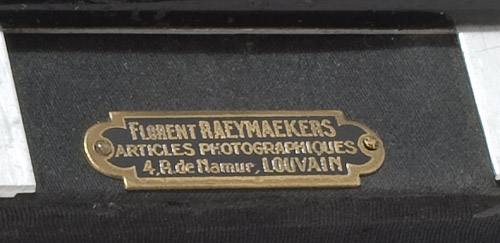 FLORENT RAEYMAEKERS
ARTICLES PHOTOGRAPHIQUES
4, R. de Namur, LOUVAIN